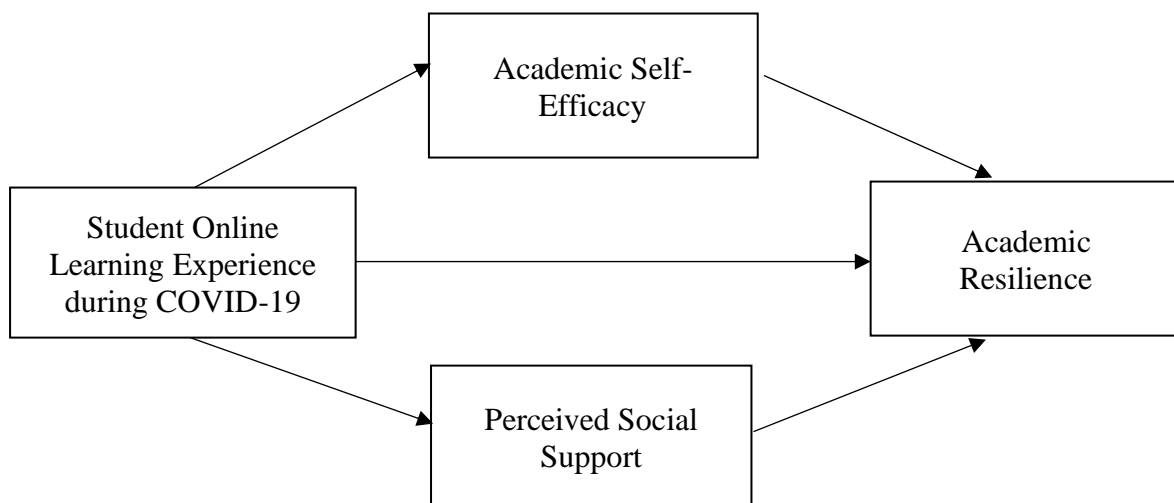 Academic Self-
Efficacy
Student Online
Learning Experience
during COVID-19
Academic
Resilience
Perceived Social
Support